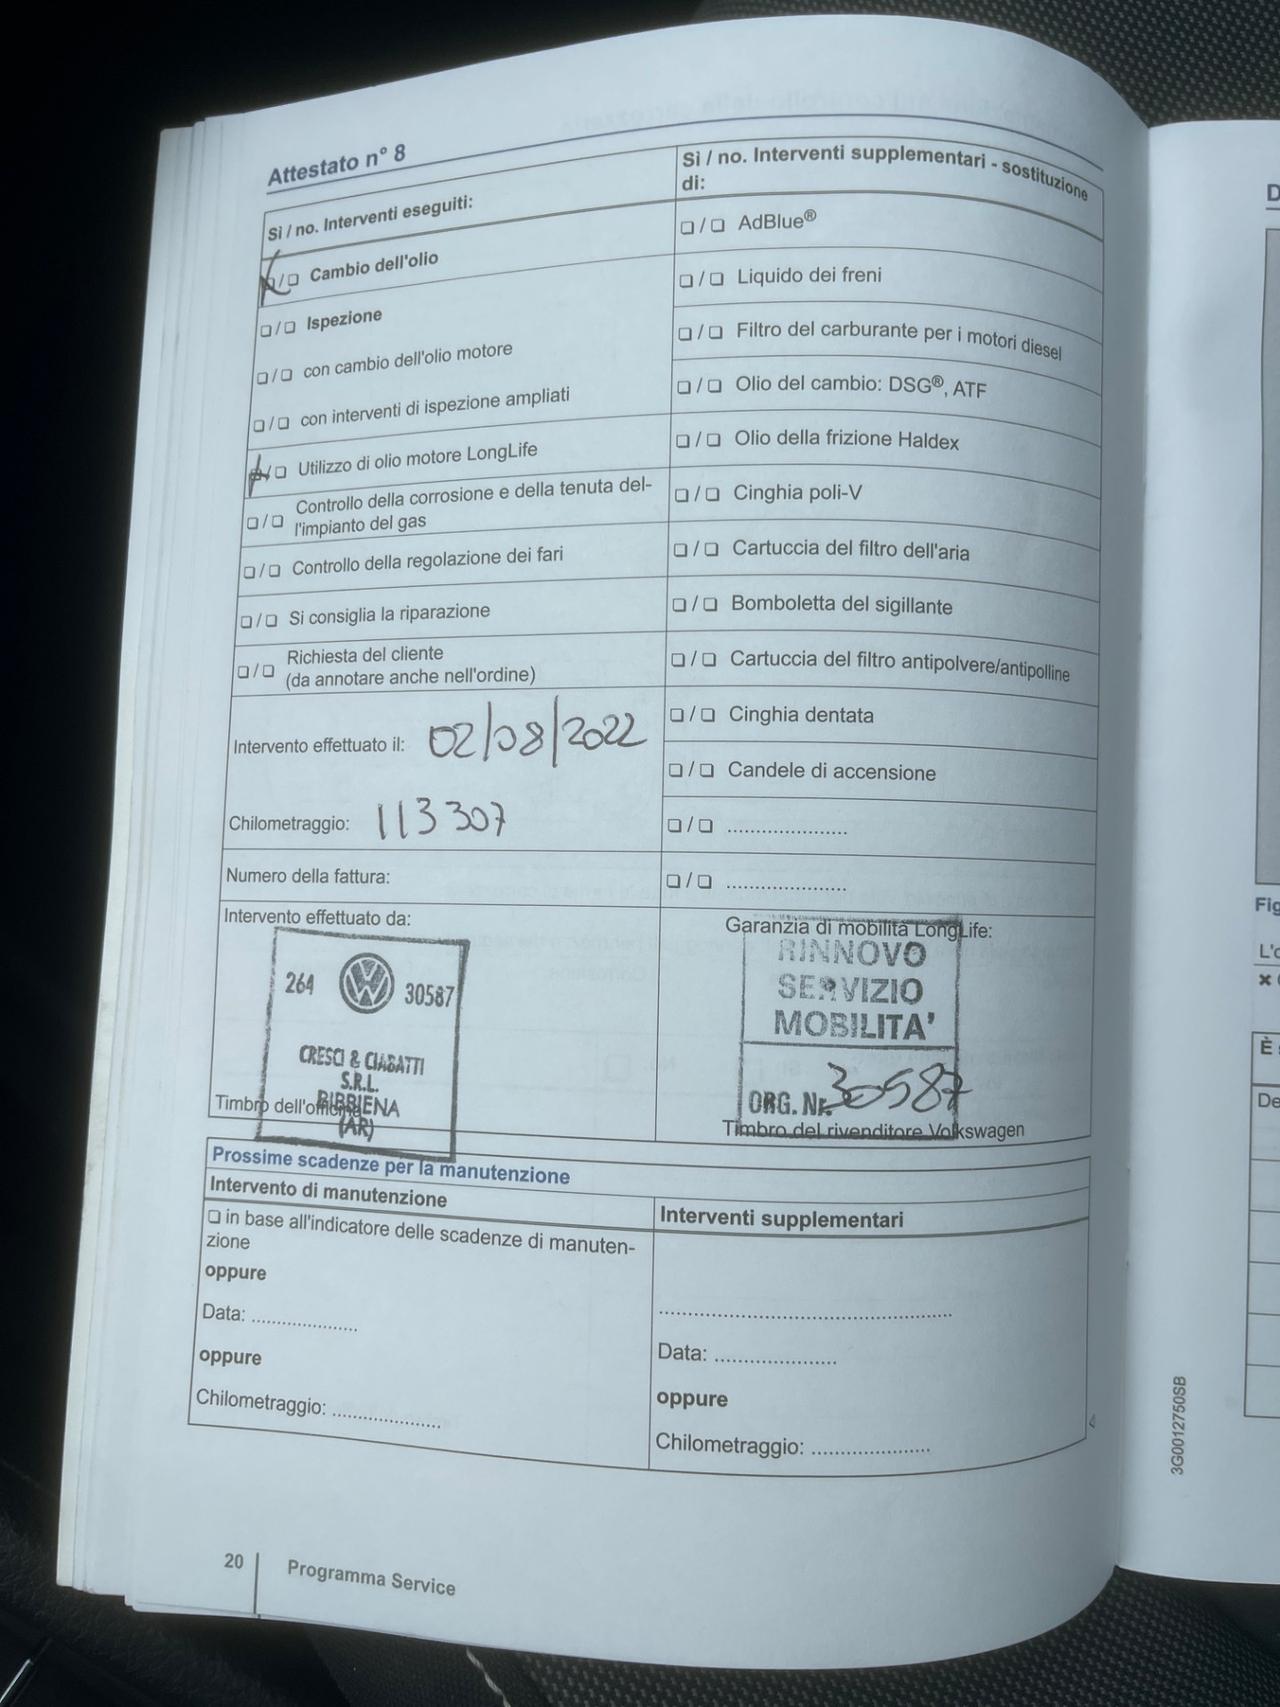 Attestato n° 8
Sì / no. Interventi eseguiti:
❏ / ❏ Cambio dell'olio
❏ / ❏ Ispezione
❏ / ❏ con cambio dell'olio motore
❏ / ❏ con interventi di ispezione ampliati
❏ / ❏ Utilizzo di olio motore LongLife
❏ / ❏ Controllo della corrosione e della tenuta del-
l'impianto del gas
❏ / ❏ Controllo della regolazione dei fari
❏ / ❏ Si consiglia la riparazione
❏ / ❏ Richiesta del cliente
(da annotare anche nell'ordine)
Intervento effettuato il: 02/08/2022
Chilometraggio: 113307
Numero della fattura:
Intervento effettuato da:
264 VW 30587
CRESCI & CIABATTI
S.R.L.
BIBBIENA
(AR)
Timbro dell'officina
Sì / no. Interventi supplementari - sostituzione
di:
❏ / ❏ AdBlue®
❏ / ❏ Liquido dei freni
❏ / ❏ Filtro del carburante per i motori diesel
❏ / ❏ Olio del cambio: DSG®, ATF
❏ / ❏ Olio della frizione Haldex
❏ / ❏ Cinghia poli-V
❏ / ❏ Cartuccia del filtro dell'aria
❏ / ❏ Bomboletta del sigillante
❏ / ❏ Cartuccia del filtro antipolvere/antipolline
❏ / ❏ Cinghia dentata
❏ / ❏ Candele di accensione
❏ / ❏ .....................
❏ / ❏ .....................
Garanzia di mobilità LongLife:
RINNOVO
SERVIZIO
MOBILITA'
ORG. Nr. 30587
Timbro del rivenditore Volkswagen
Prossime scadenze per la manutenzione
Intervento di manutenzione
❏ in base all'indicatore delle scadenze di manuten-
zione
oppure
Data: ...................
oppure
Chilometraggio: ...................
Interventi supplementari
.....................................................
Data: .....................
oppure
Chilometraggio: .....................
20 Programma Service
3G0012750SB
D
Fig
L'o
✖
È
De